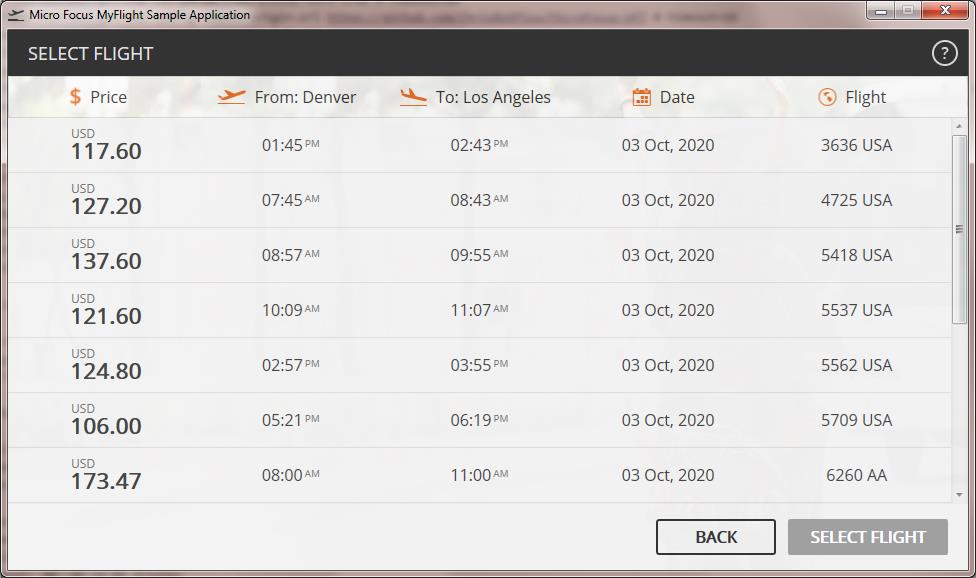 Micro Focus MyFlight Sample Application
SELECT FLIGHT ?
$ Price From: Denver To: Los Angeles Date Flight
USD
117.60 01:45 PM 02:43 PM 03 Oct, 2020 3636 USA
USD
127.20 07:45 AM 08:43 AM 03 Oct, 2020 4725 USA
USD
137.60 08:57 AM 09:55 AM 03 Oct, 2020 5418 USA
USD
121.60 10:09 AM 11:07 AM 03 Oct, 2020 5537 USA
USD
124.80 02:57 PM 03:55 PM 03 Oct, 2020 5562 USA
USD
106.00 05:21 PM 06:19 PM 03 Oct, 2020 5709 USA
USD
173.47 08:00 AM 11:00 AM 03 Oct, 2020 6260 AA
BACK SELECT FLIGHT